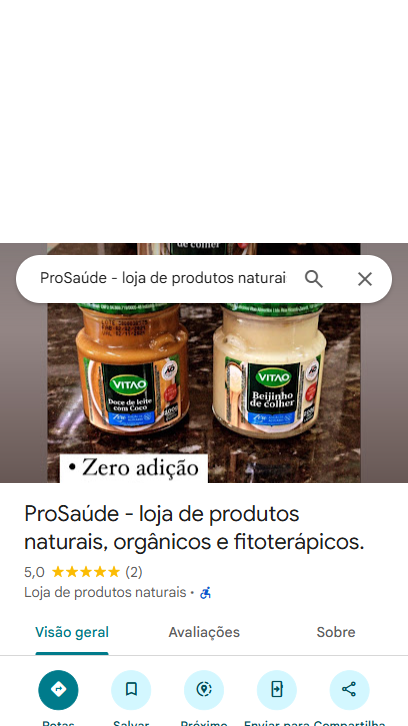 de colher
ProSaúde - loja de produtos naturai
VITAO
Doce de leite
com Coco
VITAO
Beijinho
de colher
• Zero adição
ProSaúde - loja de produtos
naturais, orgânicos e fitoterápicos.
5,0 (2)
Loja de produtos naturais •
Visão geral Avaliações Sobre
Rotas Salvar Próximo Enviar para Compartilha